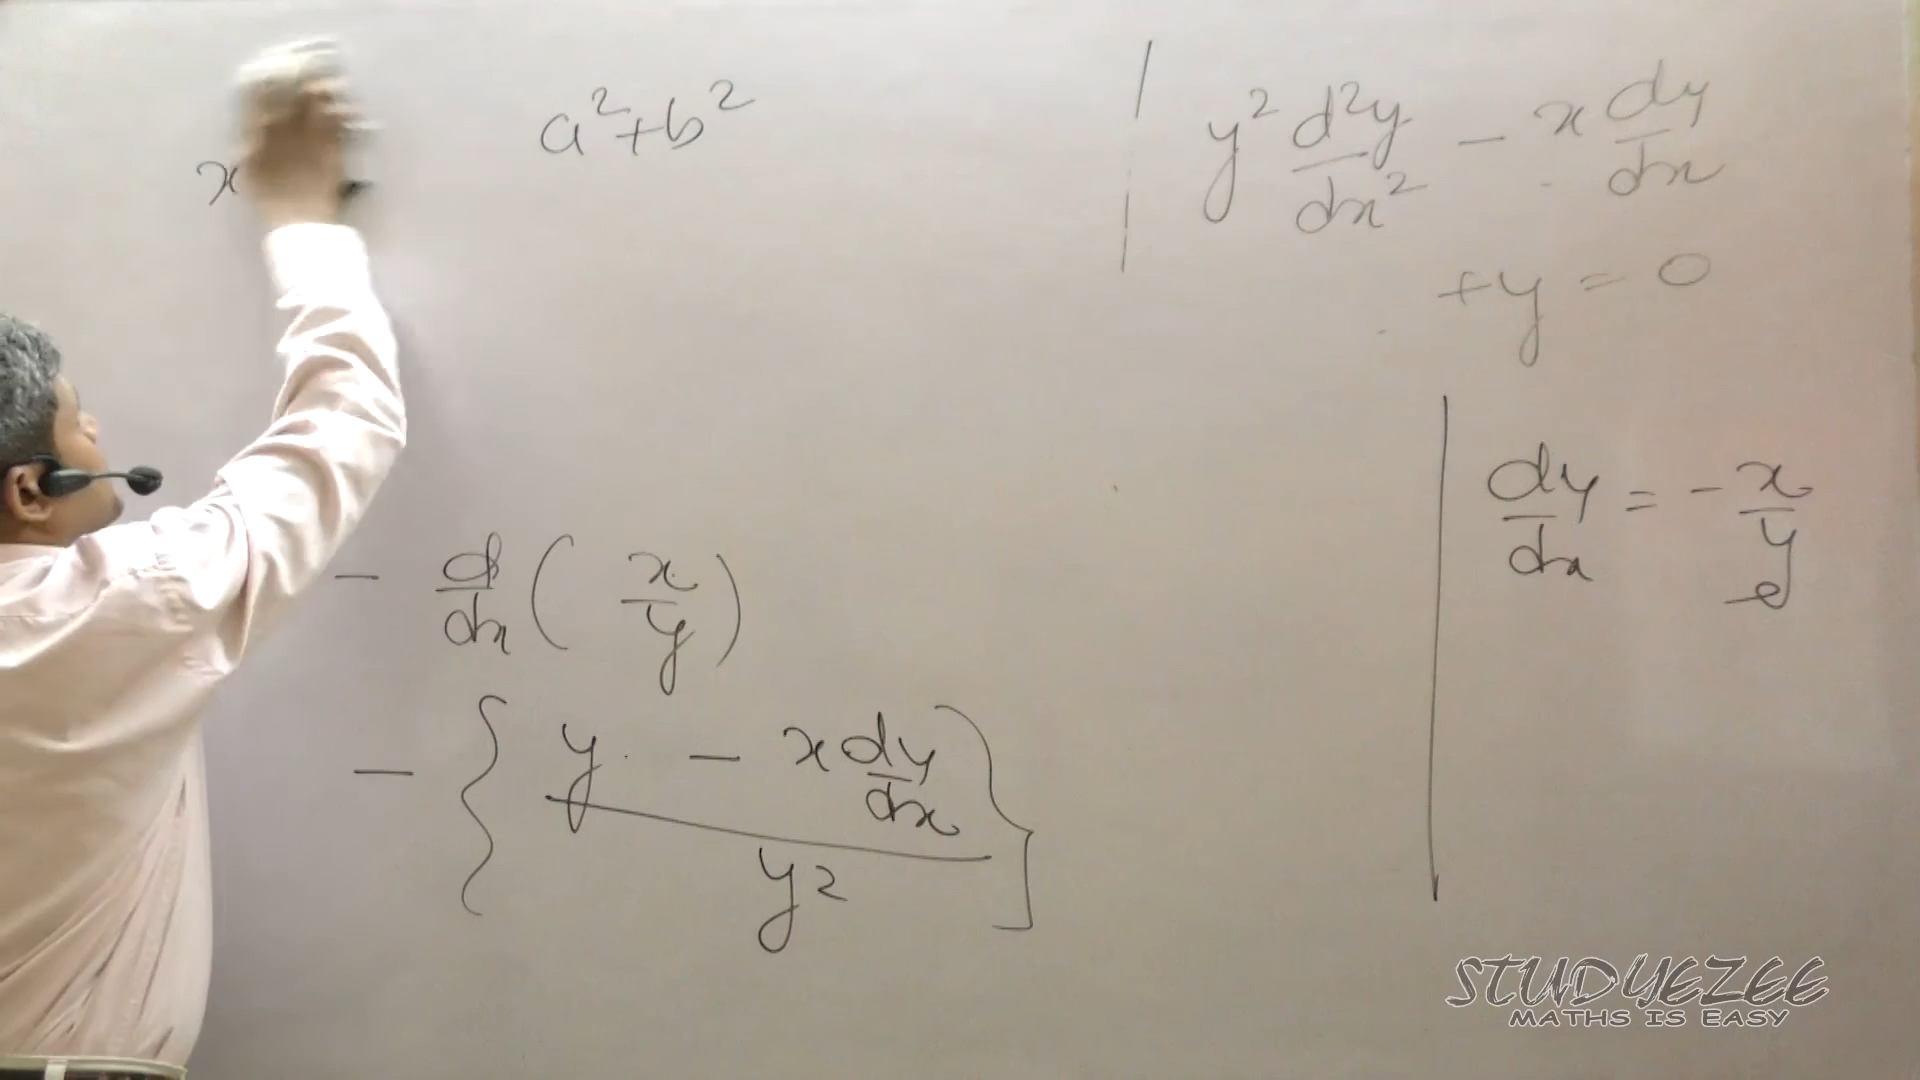 x a²+b²
y² d²y/dx² - x dy/dx
+y = 0
dy/dx = - x/y
- d/dx ( x/y )
- { y. - x dy/dx / y² }
STUDYEZEE
MATHS IS EASY